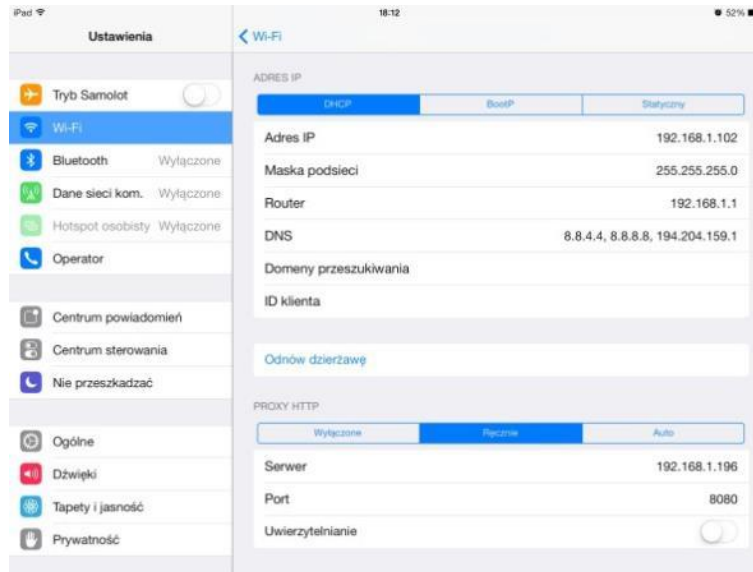 iPad 18:12 52%
Ustawienia
Tryb Samolot
Wi-Fi
Bluetooth Wyłączone
Dane sieci kom. Wyłączone
Hotspot osobisty Wyłączone
Operator
Centrum powiadomień
Centrum sterowania
Nie przeszkadzać
Ogólne
Dźwięki
Tapety i jasność
Prywatność
Wi-Fi
ADRES IP
DHCP BootP Statyczny
Adres IP 192.168.1.102
Maska podsieci 255.255.255.0
Router 192.168.1.1
DNS 8.8.4.4, 8.8.8.8, 194.204.159.1
Domeny przeszukiwania
ID klienta
Odnów dzierżawę
PROXY HTTP
Wyłączone Ręcznie Auto
Serwer 192.168.1.196
Port 8080
Uwierzytelnianie